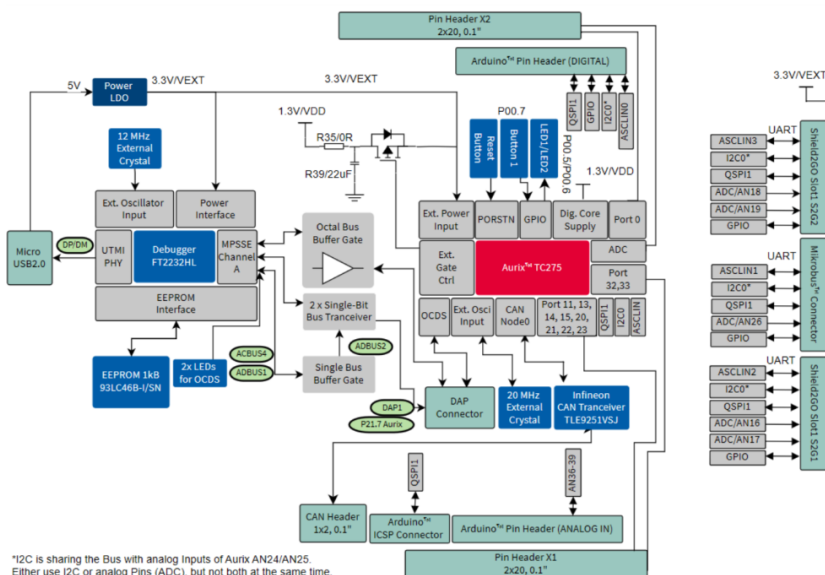 Pin Header X2
2x20, 0.1"
Arduino™ Pin Header (DIGITAL)
5V
Power
LDO
3.3V/VEXT
3.3V/VEXT
3.3V/VEXT
QSPI1
GPIO
I2C0*
ASCLIN0
1.3V/VDD
P00.7
12 MHz
External
Crystal
R35/0R
R39/22uF
Reset
Button
Button 1
LED1/LED2
P00.5/P00.6
1.3V/VDD
Ext. Oscillator
Input
Power
Interface
Ext. Power
Input
PORSTN
GPIO
Dig. Core
Supply
Port 0
Micro
USB2.0
DP/DM
UTMI
PHY
Debugger
FT2232HL
MPSSE
Channel
A
Octal Bus
Buffer Gate
Ext.
Gate
Ctrl
Aurix™ TC275
ADC
Port
32,33
EEPROM
Interface
2 x Single-Bit
Bus Tranceiver
OCDS
Ext. Osci
Input
CAN
Node0
Port 11, 13,
14, 15, 20,
21, 22, 23
QSPI1
I2C0
ASCLIN
EEPROM 1kB
93LC46B-I/SN
2x LEDs
for OCDS
ACBUS4
ADBUS1
ADBUS2
Single Bus
Buffer Gate
DAP1
P21.7 Aurix
DAP
Connector
20 MHz
External
Crystal
Infineon
CAN Tranceiver
TLE9251VSJ
QSPI1
AN36-39
CAN Header
1x2, 0.1"
Arduino™
ICSP Connector
Arduino™ Pin Header (ANALOG IN)
Pin Header X1
2x20, 0.1"
UART
ASCLIN3
I2C0*
QSPI1
ADC/AN18
ADC/AN19
GPIO
Shield2GO Slot1 S2G2
UART
ASCLIN1
I2C0*
QSPI1
ADC/AN26
GPIO
Mikrobus™ Connector
UART
ASCLIN2
I2C0*
QSPI1
ADC/AN16
ADC/AN17
GPIO
Shield2GO Slot1 S2G1
*I2C is sharing the Bus with analog Inputs of Aurix AN24/AN25.
Either use I2C or analog Pins (ADC), but not both at the same time.